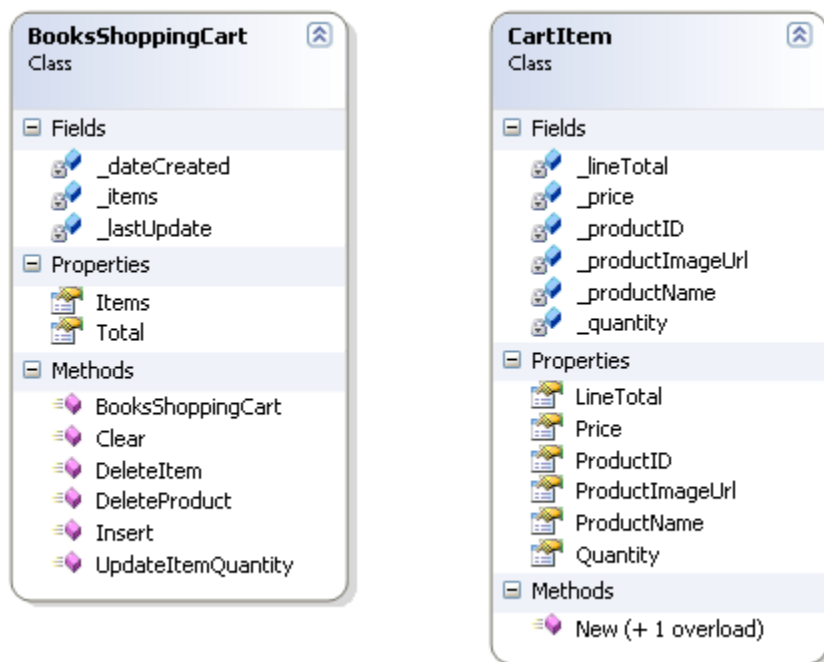 BooksShoppingCart
Class
Fields
_dateCreated
_items
_lastUpdate
Properties
Items
Total
Methods
BooksShoppingCart
Clear
DeleteItem
DeleteProduct
Insert
UpdateItemQuantity
CartItem
Class
Fields
_lineTotal
_price
_productID
_productImageUrl
_productName
_quantity
Properties
LineTotal
Price
ProductID
ProductImageUrl
ProductName
Quantity
Methods
New (+ 1 overload)